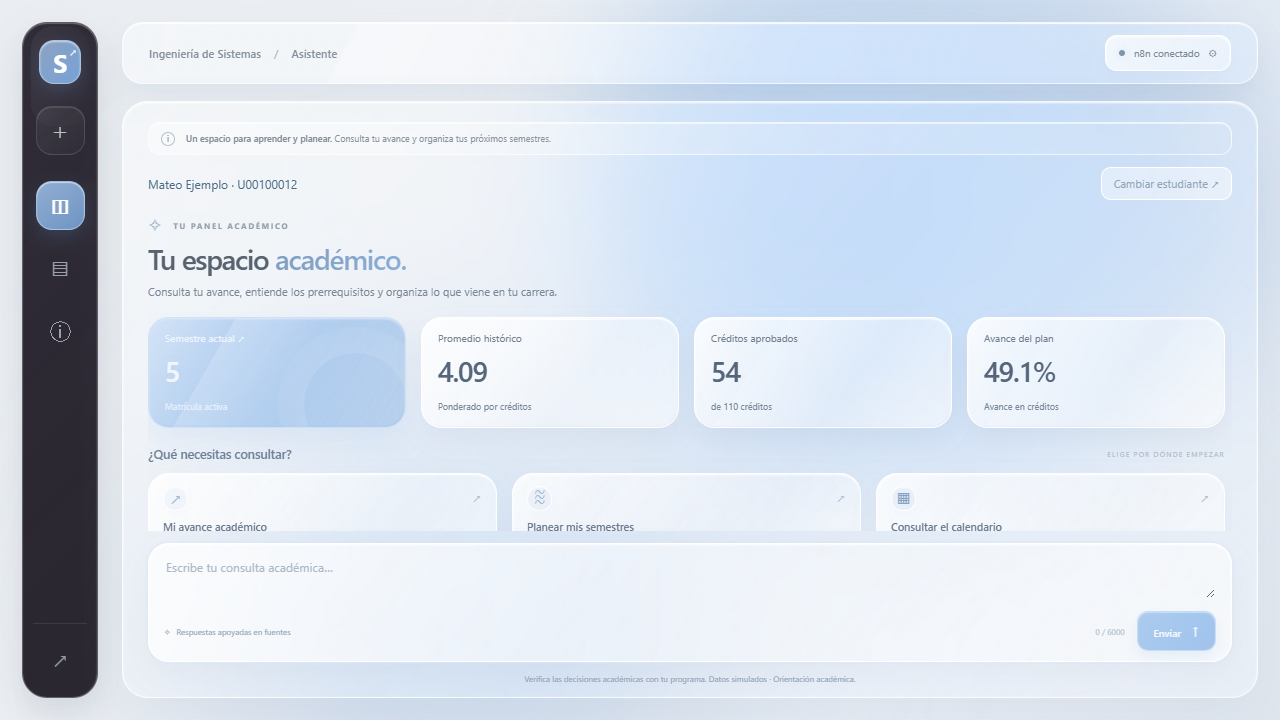 S
Ingeniería de Sistemas / Asistente
n8n conectado
Un espacio para aprender y planear. Consulta tu avance y organiza tus próximos semestres.
Mateo Ejemplo · U00100012
Cambiar estudiante ↗
TU PANEL ACADÉMICO
Tu espacio académico.
Consulta tu avance, entiende los prerrequisitos y organiza lo que viene en tu carrera.
Semestre actual ↗
5
Matrícula activa
Promedio histórico
4.09
Ponderado por créditos
Créditos aprobados
54
de 110 créditos
Avance del plan
49.1%
Avance en créditos
¿Qué necesitas consultar?
ELIGE POR DÓNDE EMPEZAR
Mi avance académico
Planear mis semestres
Consultar el calendario
Escribe tu consulta académica...
Respuestas apoyadas en fuentes
0 / 6000
Enviar ↑
Verifica las decisiones académicas con tu programa. Datos simulados · Orientación académica.